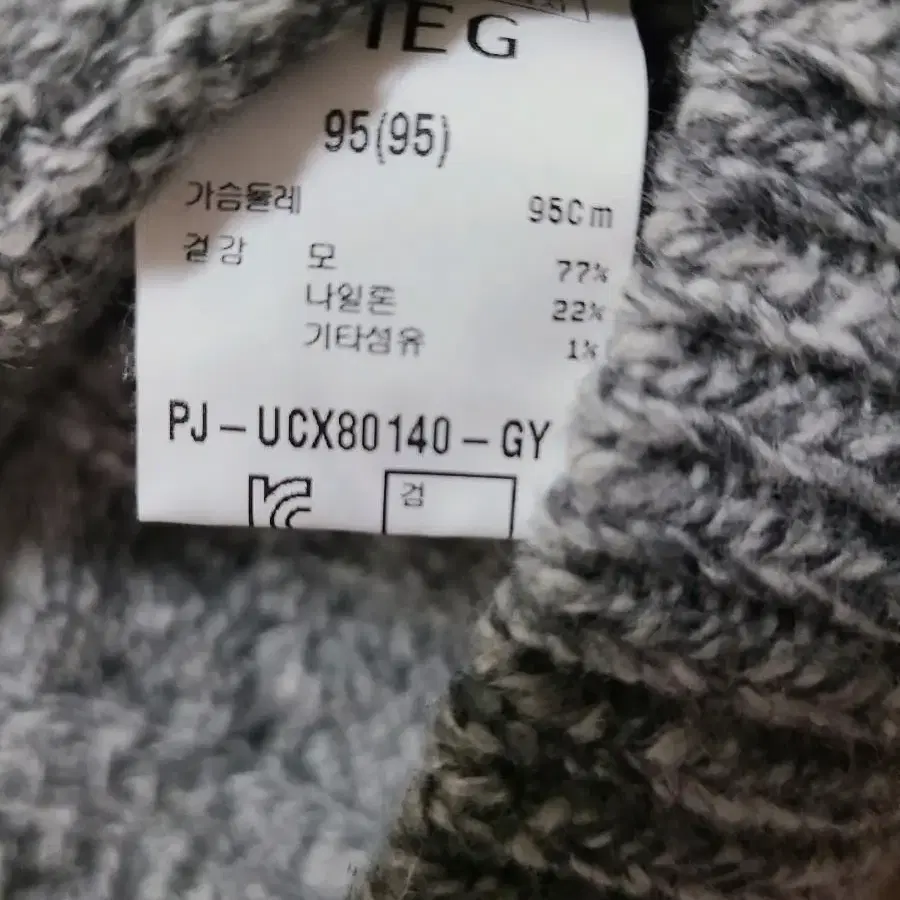 IEG
95(95)
가슴둘레 95Cm
겉감 모 77%
나일론 22%
기타섬유 1%
PJ-UCX80140-GY
검